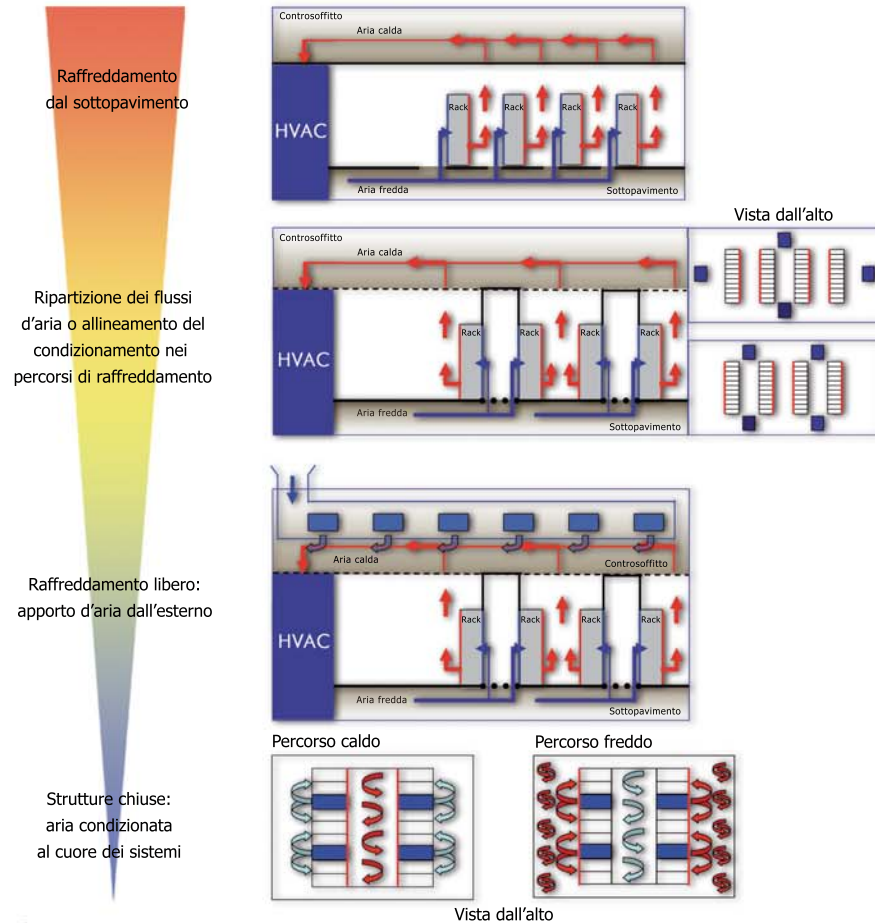 Raffreddamento
dal sottopavimento
Controsoffitto
Aria calda
HVAC
Rack
Rack
Rack
Rack
Aria fredda
Sottopavimento
Ripartizione dei flussi
d'aria o allineamento del
condizionamento nei
percorsi di raffreddamento
Controsoffitto
Aria calda
HVAC
Rack
Rack
Rack
Rack
Aria fredda
Sottopavimento
Vista dall'alto
Raffreddamento libero:
apporto d'aria dall'esterno
Aria calda
Controsoffitto
HVAC
Rack
Rack
Rack
Rack
Aria fredda
Sottopavimento
Strutture chiuse:
aria condizionata
al cuore dei sistemi
Percorso caldo
Percorso freddo
Vista dall'alto